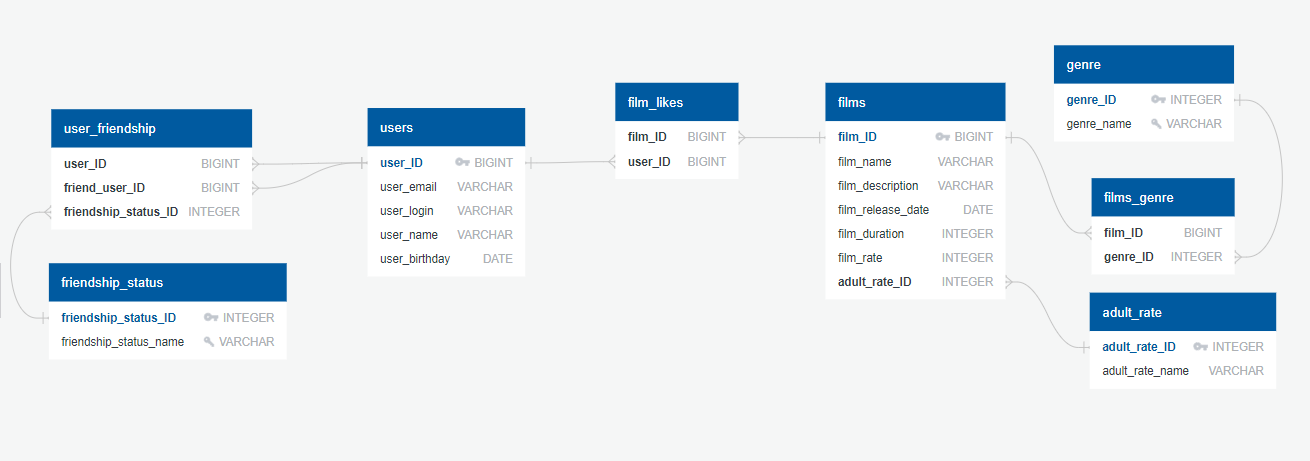 user_friendship
user_ID BIGINT
friend_user_ID BIGINT
friendship_status_ID INTEGER
friendship_status
friendship_status_ID INTEGER
friendship_status_name VARCHAR
users
user_ID BIGINT
user_email VARCHAR
user_login VARCHAR
user_name VARCHAR
user_birthday DATE
film_likes
film_ID BIGINT
user_ID BIGINT
films
film_ID BIGINT
film_name VARCHAR
film_description VARCHAR
film_release_date DATE
film_duration INTEGER
film_rate INTEGER
adult_rate_ID INTEGER
genre
genre_ID INTEGER
genre_name VARCHAR
films_genre
film_ID BIGINT
genre_ID INTEGER
adult_rate
adult_rate_ID INTEGER
adult_rate_name VARCHAR